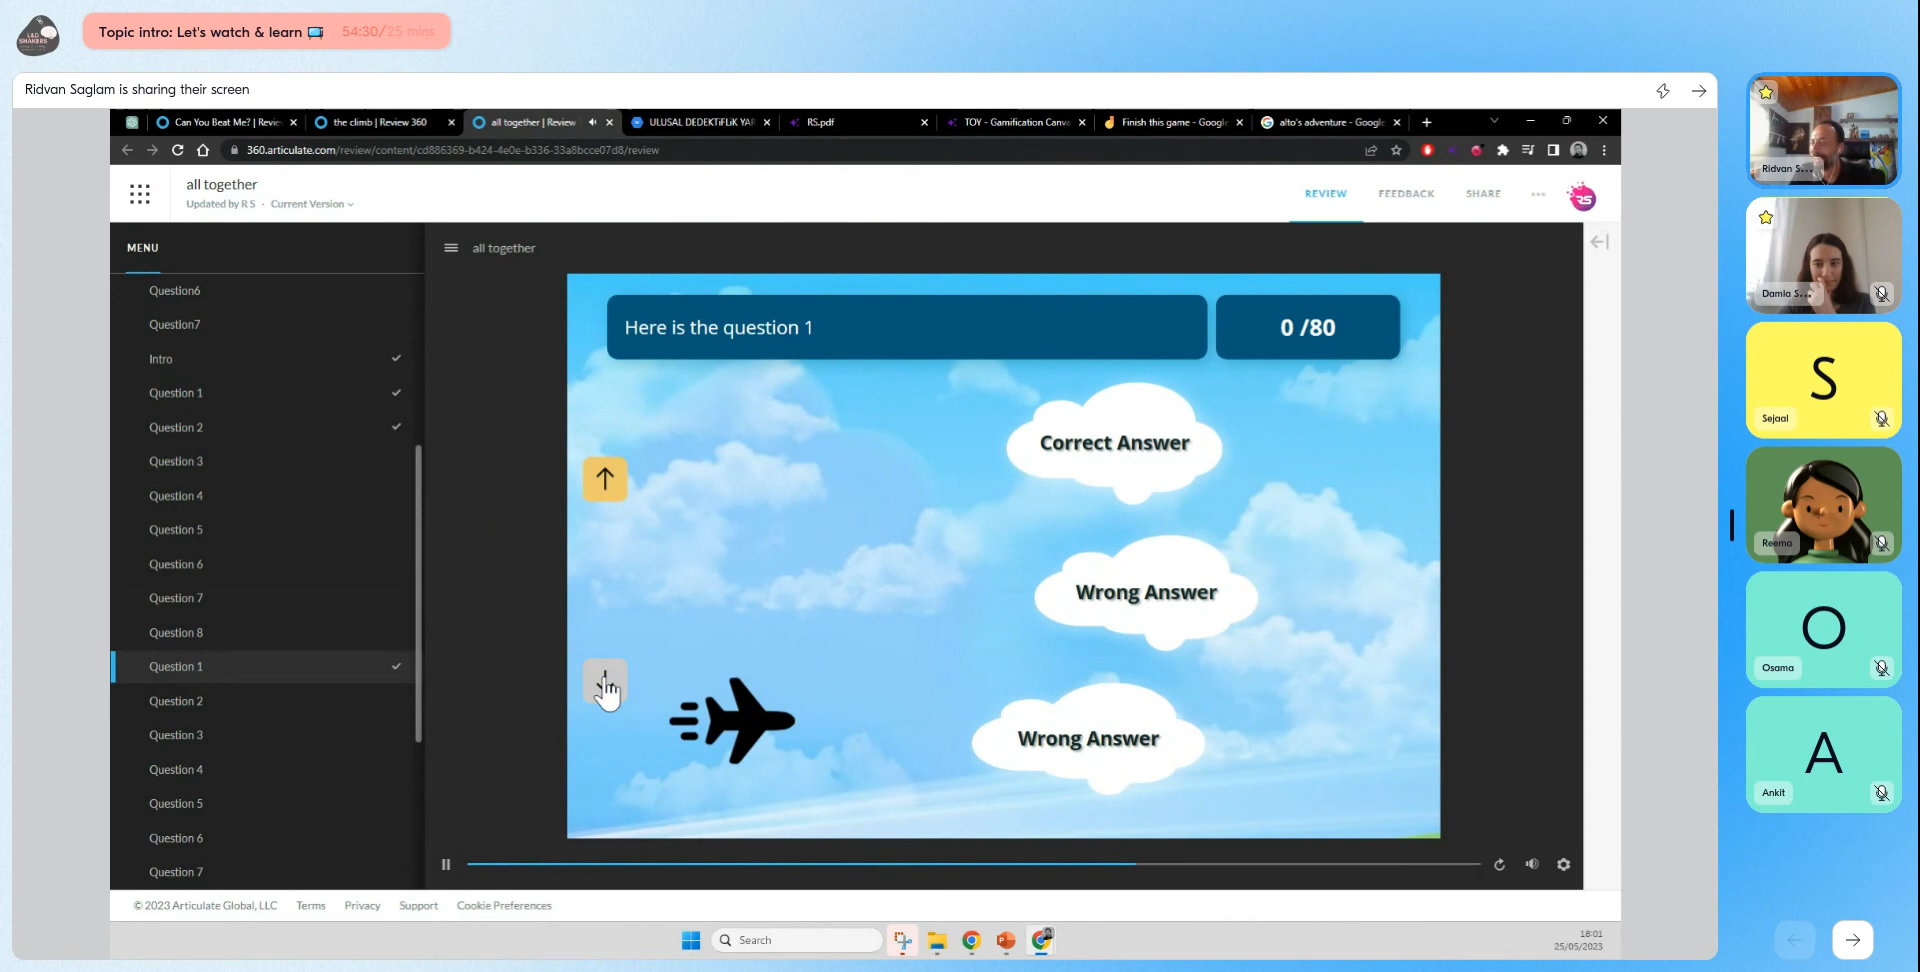 L&D
SHAKERS
Topic intro: Let's watch & learn
54:30/25 mins
Ridvan Saglam is sharing their screen
Can You Beat Me? | Revie
the climb | Review 360
all together | Review
ULUSAL DEDEKTiFLiK YAR
RS.pdf
TOY - Gamification Canva
Finish this game - Google
alto's adventure - Google
360.articulate.com/review/content/cd886369-b424-4e0e-b336-33a8bcce07d8/review
all together
Updated by R S · Current Version
REVIEW
FEEDBACK
SHARE
RS
MENU
all together
Question6
Question7
Intro
Question 1
Question 2
Question 3
Question 4
Question 5
Question 6
Question 7
Question 8
Question 1
Question 2
Question 3
Question 4
Question 5
Question 6
Question 7
Here is the question 1
0 /80
Correct Answer
Wrong Answer
Wrong Answer
© 2023 Articulate Global, LLC
Terms
Privacy
Support
Cookie Preferences
Search
18:01
25/05/2023
Ridvan S...
Damla S...
S
Sejaal
Reema
O
Osama
A
Ankit